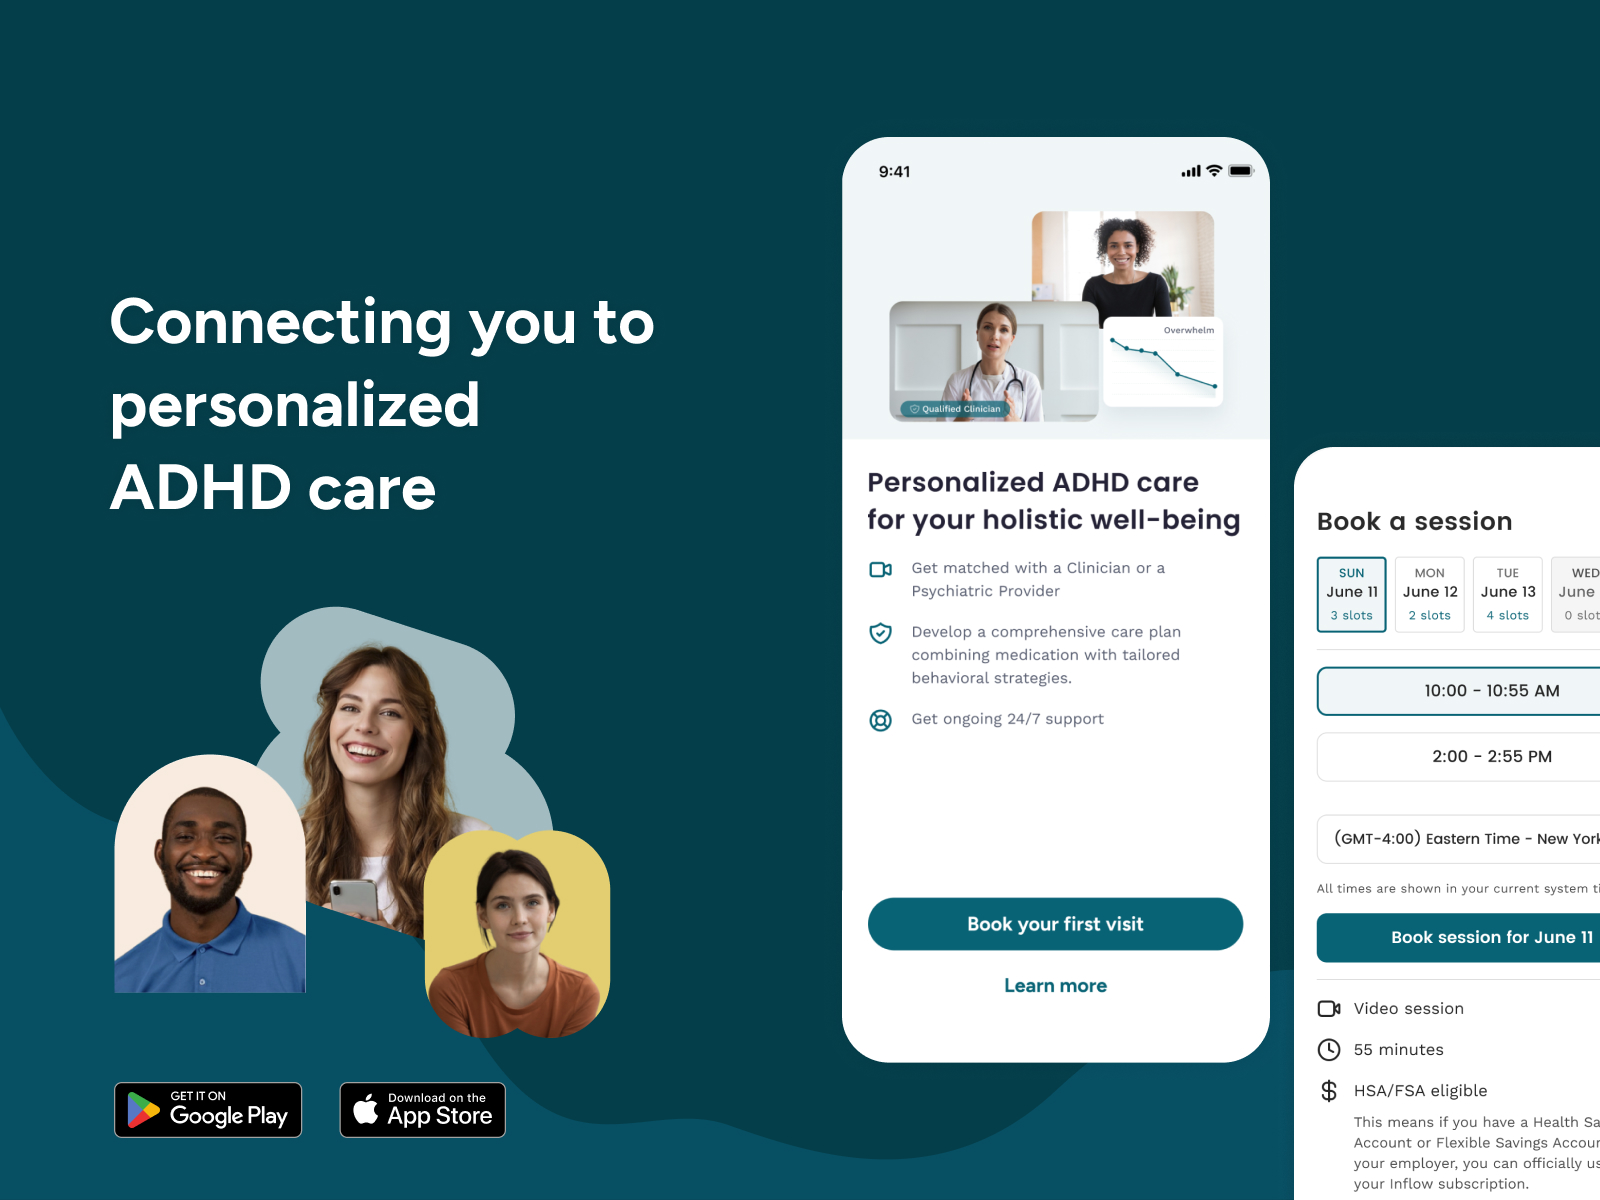 Connecting you to
personalized
ADHD care
GET IT ON
Google Play
Download on the
App Store
9:41
Overwhelm
Qualified Clinician
Personalized ADHD care
for your holistic well-being
Get matched with a Clinician or a
Psychiatric Provider
Develop a comprehensive care plan
combining medication with tailored
behavioral strategies.
Get ongoing 24/7 support
Book your first visit
Learn more
Book a session
SUN MON TUE WED
June 11 June 12 June 13 June
3 slots 2 slots 4 slots 0 slot
10:00 - 10:55 AM
2:00 - 2:55 PM
(GMT-4:00) Eastern Time - New York
All times are shown in your current system ti
Book session for June 11
Video session
55 minutes
HSA/FSA eligible
This means if you have a Health Sa
Account or Flexible Savings Accoun
your employer, you can officially us
your Inflow subscription.